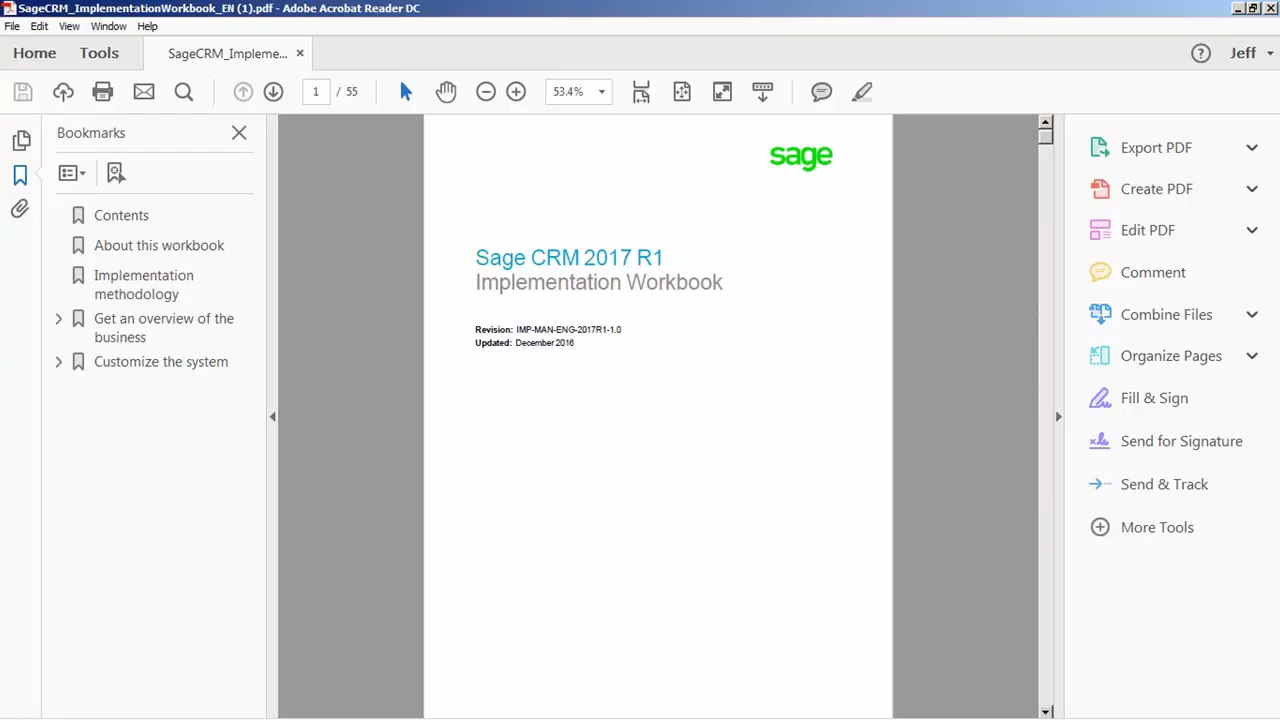 SageCRM_ImplementationWorkbook_EN (1).pdf - Adobe Acrobat Reader DC
File Edit View Window Help
Home Tools SageCRM_Impleme... Jeff
1 / 55 53.4%
Bookmarks
Contents
About this workbook
Implementation
methodology
Get an overview of the
business
Customize the system
sage
Sage CRM 2017 R1
Implementation Workbook
Revision: IMP-MAN-ENG-2017R1-1.0
Updated: December 2016
Export PDF
Create PDF
Edit PDF
Comment
Combine Files
Organize Pages
Fill & Sign
Send for Signature
Send & Track
More Tools